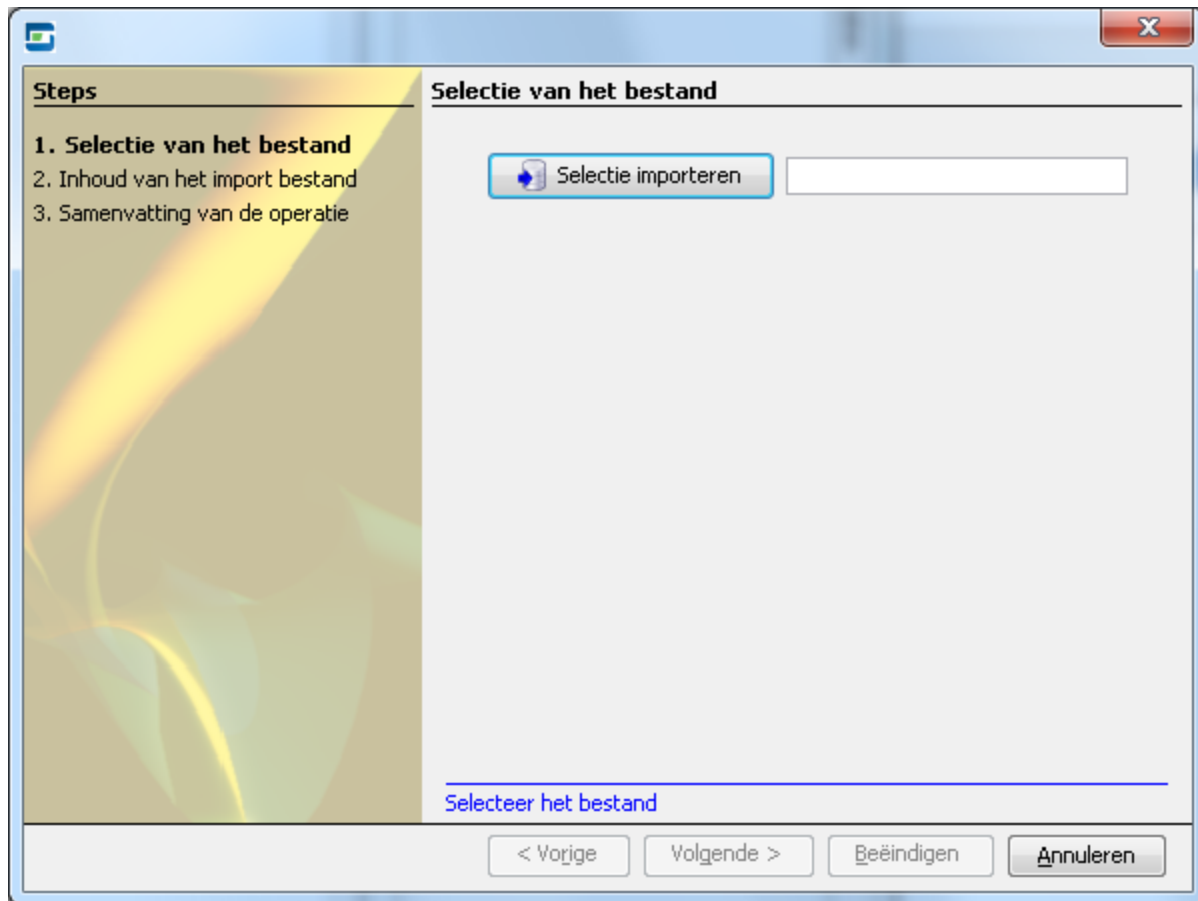 Steps
1. Selectie van het bestand
2. Inhoud van het import bestand
3. Samenvatting van de operatie
Selectie van het bestand
Selectie importeren
Selecteer het bestand
< Vorige
Volgende >
Beëindigen
Annuleren